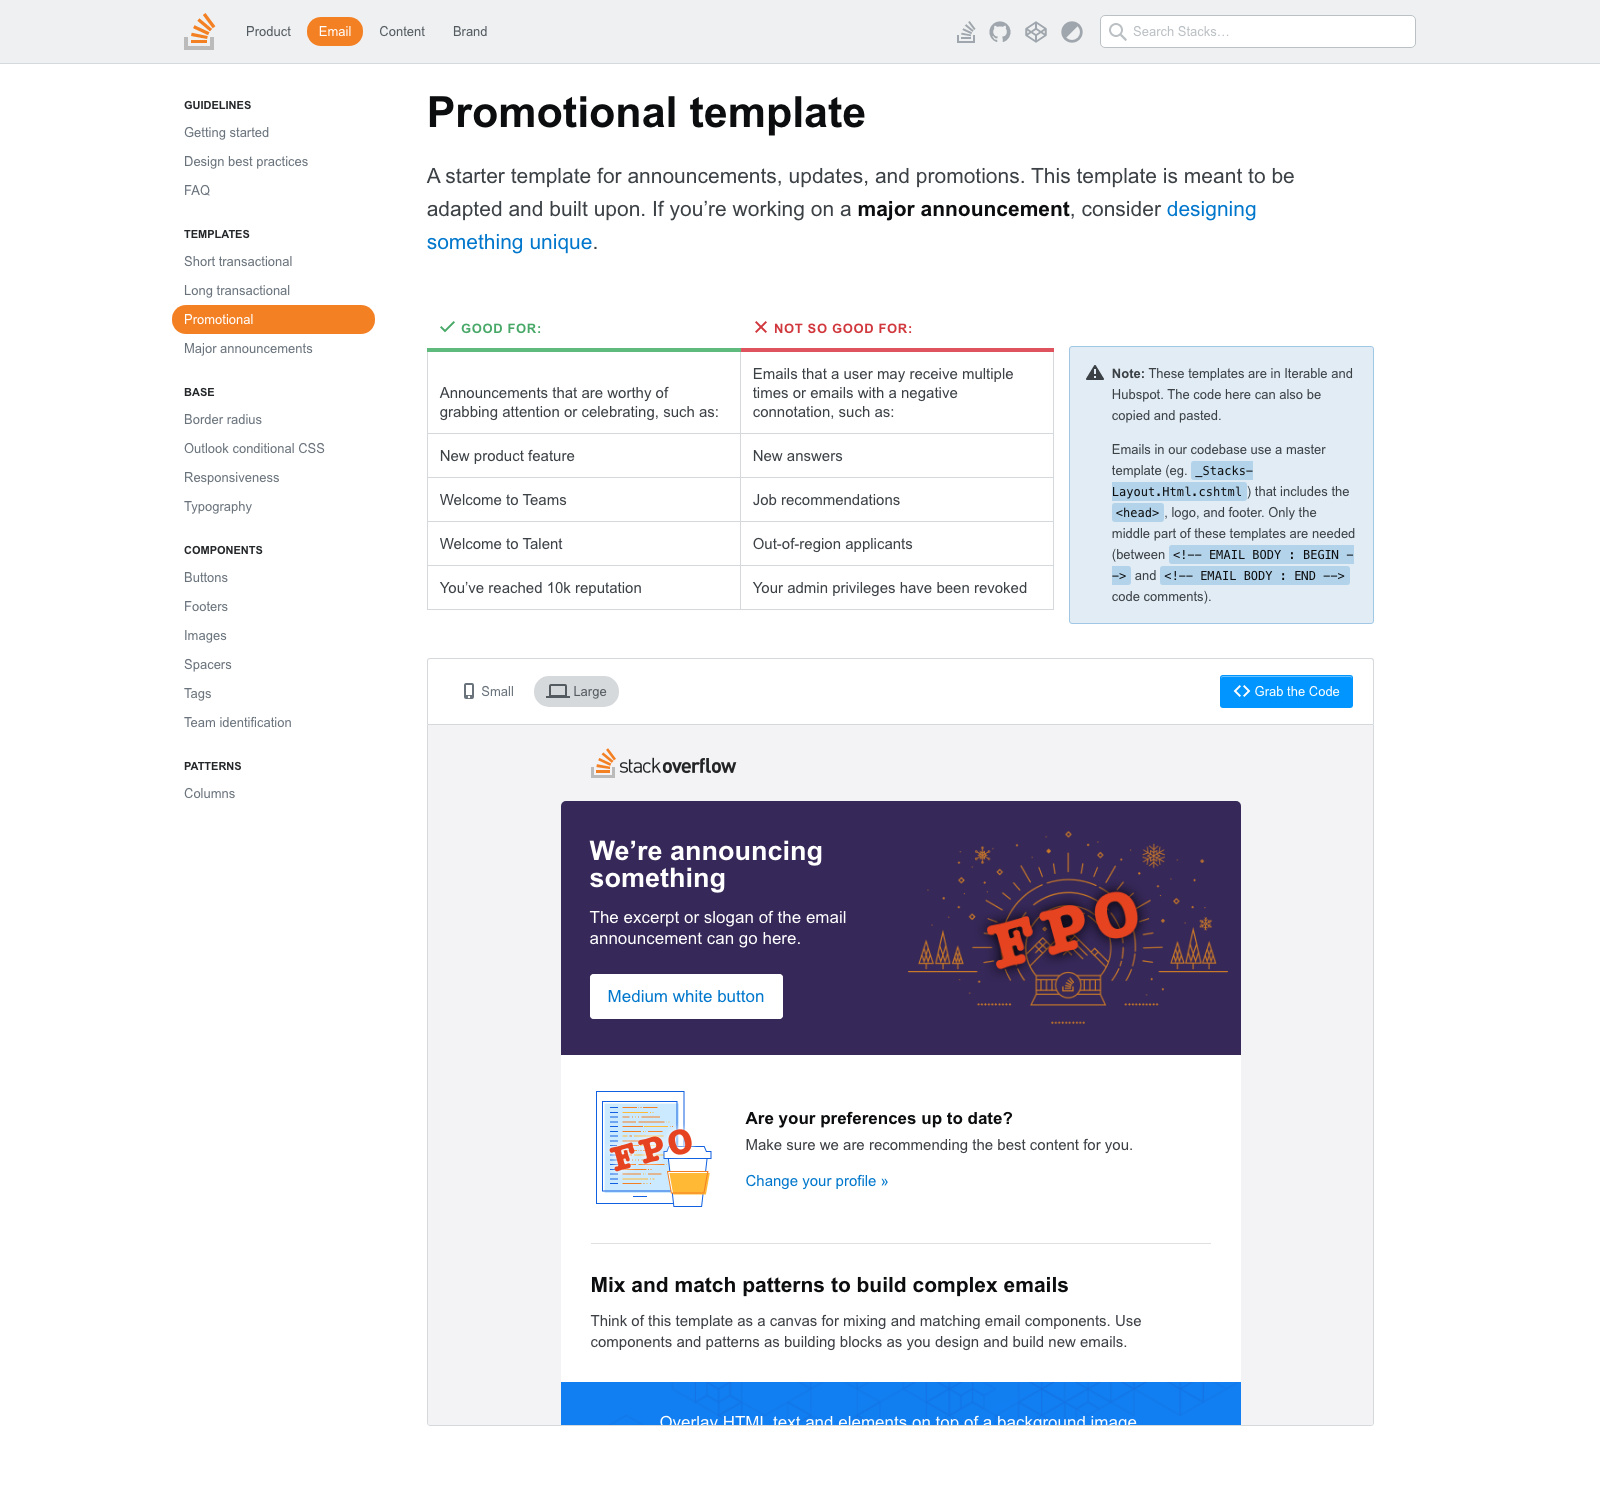 Product
Email
Content
Brand
Search Stacks...
GUIDELINES
Getting started
Design best practices
FAQ
TEMPLATES
Short transactional
Long transactional
Promotional
Major announcements
BASE
Border radius
Outlook conditional CSS
Responsiveness
Typography
COMPONENTS
Buttons
Footers
Images
Spacers
Tags
Team identification
PATTERNS
Columns
Promotional template
A starter template for announcements, updates, and promotions. This template is meant to be
adapted and built upon. If you’re working on a major announcement, consider designing
something unique.
GOOD FOR:
NOT SO GOOD FOR:
Announcements that are worthy of
grabbing attention or celebrating, such as:
Emails that a user may receive multiple
times or emails with a negative
connotation, such as:
New product feature
New answers
Welcome to Teams
Job recommendations
Welcome to Talent
Out-of-region applicants
You’ve reached 10k reputation
Your admin privileges have been revoked
Note: These templates are in Iterable and
Hubspot. The code here can also be
copied and pasted.
Emails in our codebase use a master
template (eg. _Stacks-
Layout.Html.cshtml) that includes the
<head>, logo, and footer. Only the
middle part of these templates are needed
(between <!-- EMAIL BODY : BEGIN -
-> and <!-- EMAIL BODY : END -->
code comments).
Small
Large
Grab the Code
stackoverflow
We’re announcing
something
The excerpt or slogan of the email
announcement can go here.
Medium white button
FPO
FPO
Are your preferences up to date?
Make sure we are recommending the best content for you.
Change your profile »
Mix and match patterns to build complex emails
Think of this template as a canvas for mixing and matching email components. Use
components and patterns as building blocks as you design and build new emails.
Overlay HTML text and elements on top of a background image